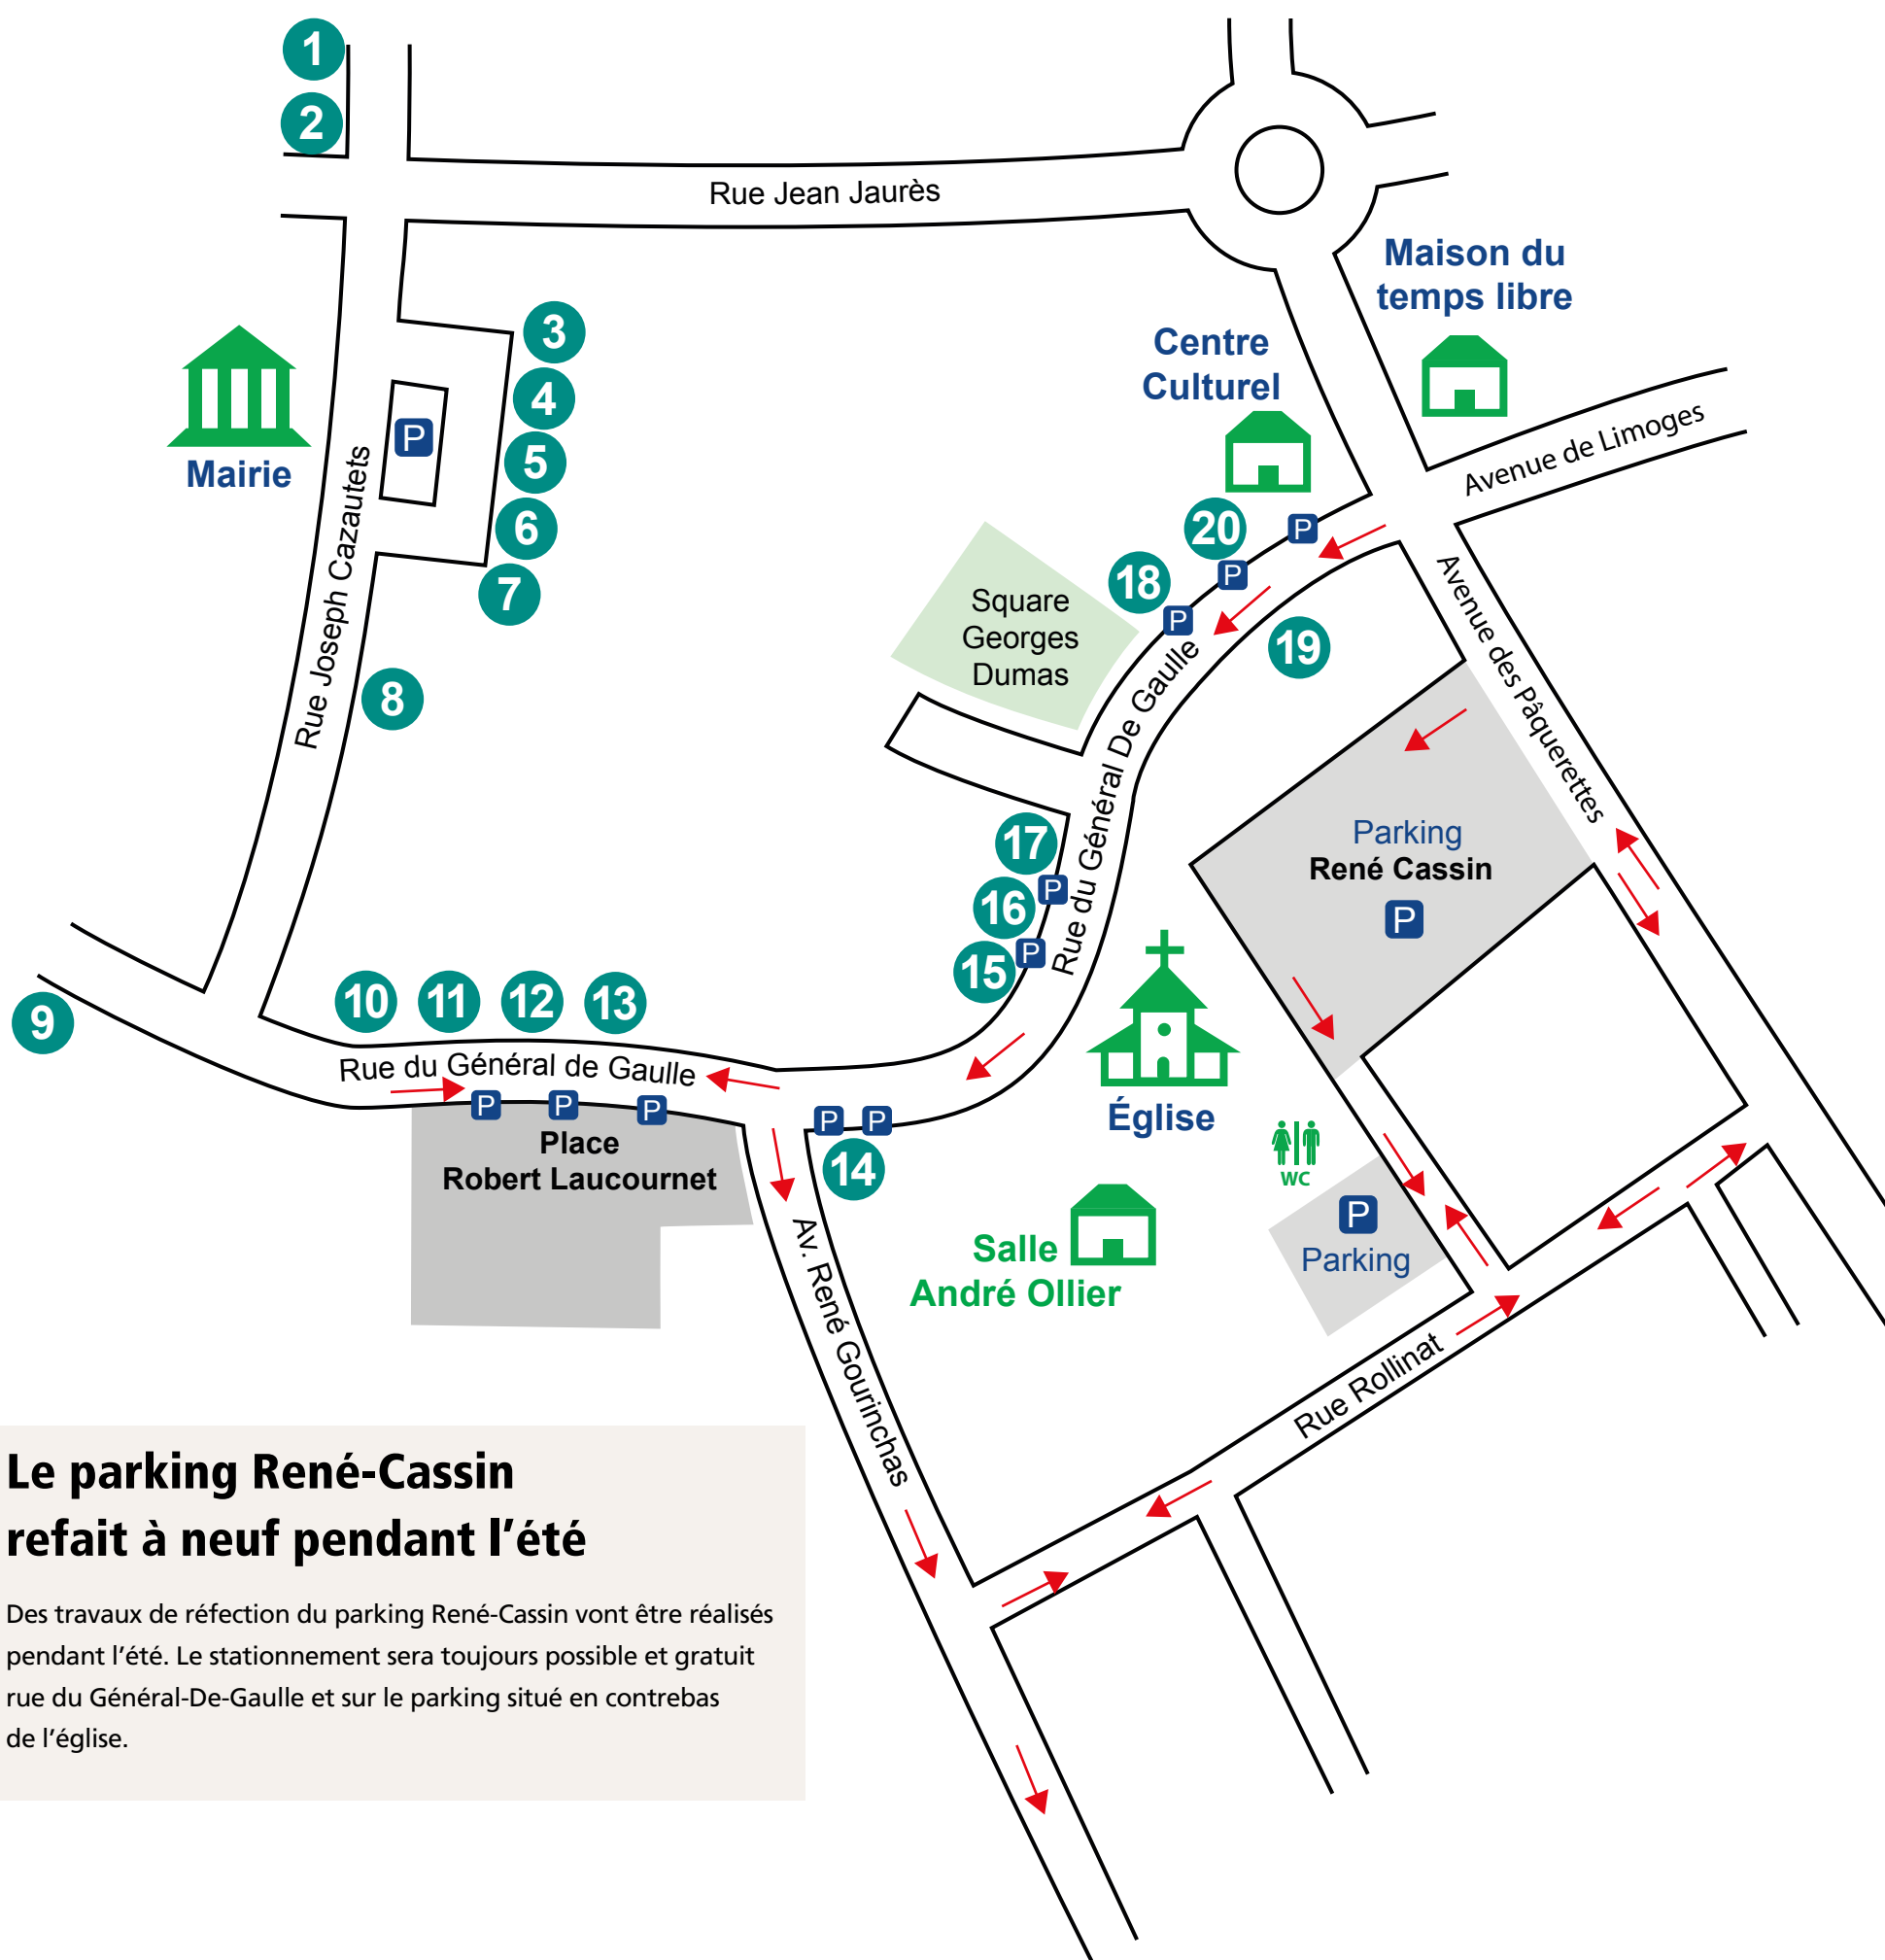 1
2
Rue Jean Jaurès
Maison du
temps libre
Centre
Culturel
3
4
5
6
7
P
Mairie
Rue Joseph Cazautets
8
Avenue de Limoges
20
P
P
18
P
19
Square
Georges
Dumas
Rue du Général De Gaulle
Avenue des Pâquerettes
Parking
René Cassin
P
17
P
16
P
15
9
10
11
12
13
Rue du Général de Gaulle
P
P
P
P
P
14
Place
Robert Laucournet
Église
WC
P
Parking
Salle
André Ollier
Av. René Gourinchas
Rue Rollinat
Le parking René-Cassin
refait à neuf pendant l'été
Des travaux de réfection du parking René-Cassin vont être réalisés
pendant l'été. Le stationnement sera toujours possible et gratuit
rue du Général-De-Gaulle et sur le parking situé en contrebas
de l'église.